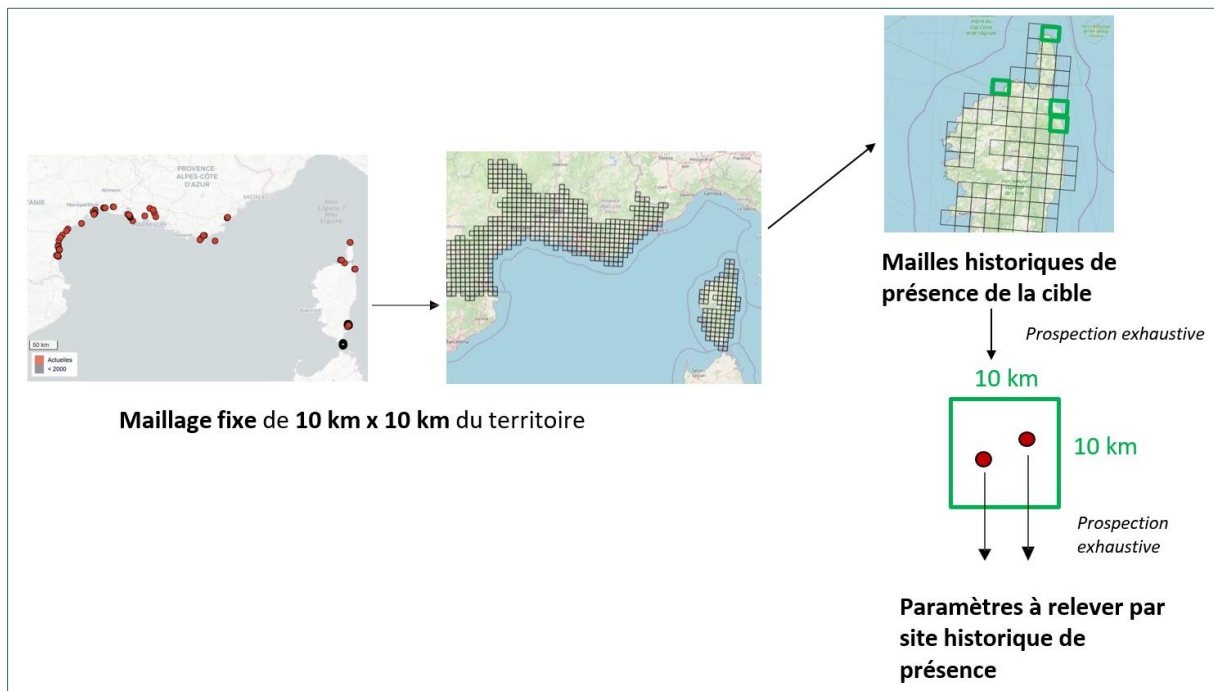 PROVENCE-
ALPES-CÔTE
D'AZUR
Montpellier
MARSEILLE
MONACO
50 km
Actuelles
< 2000
Maillage fixe de 10 km x 10 km du territoire
Mailles historiques de
présence de la cible
Prospection exhaustive
10 km
10 km
Prospection
exhaustive
Paramètres à relever par
site historique de
présence